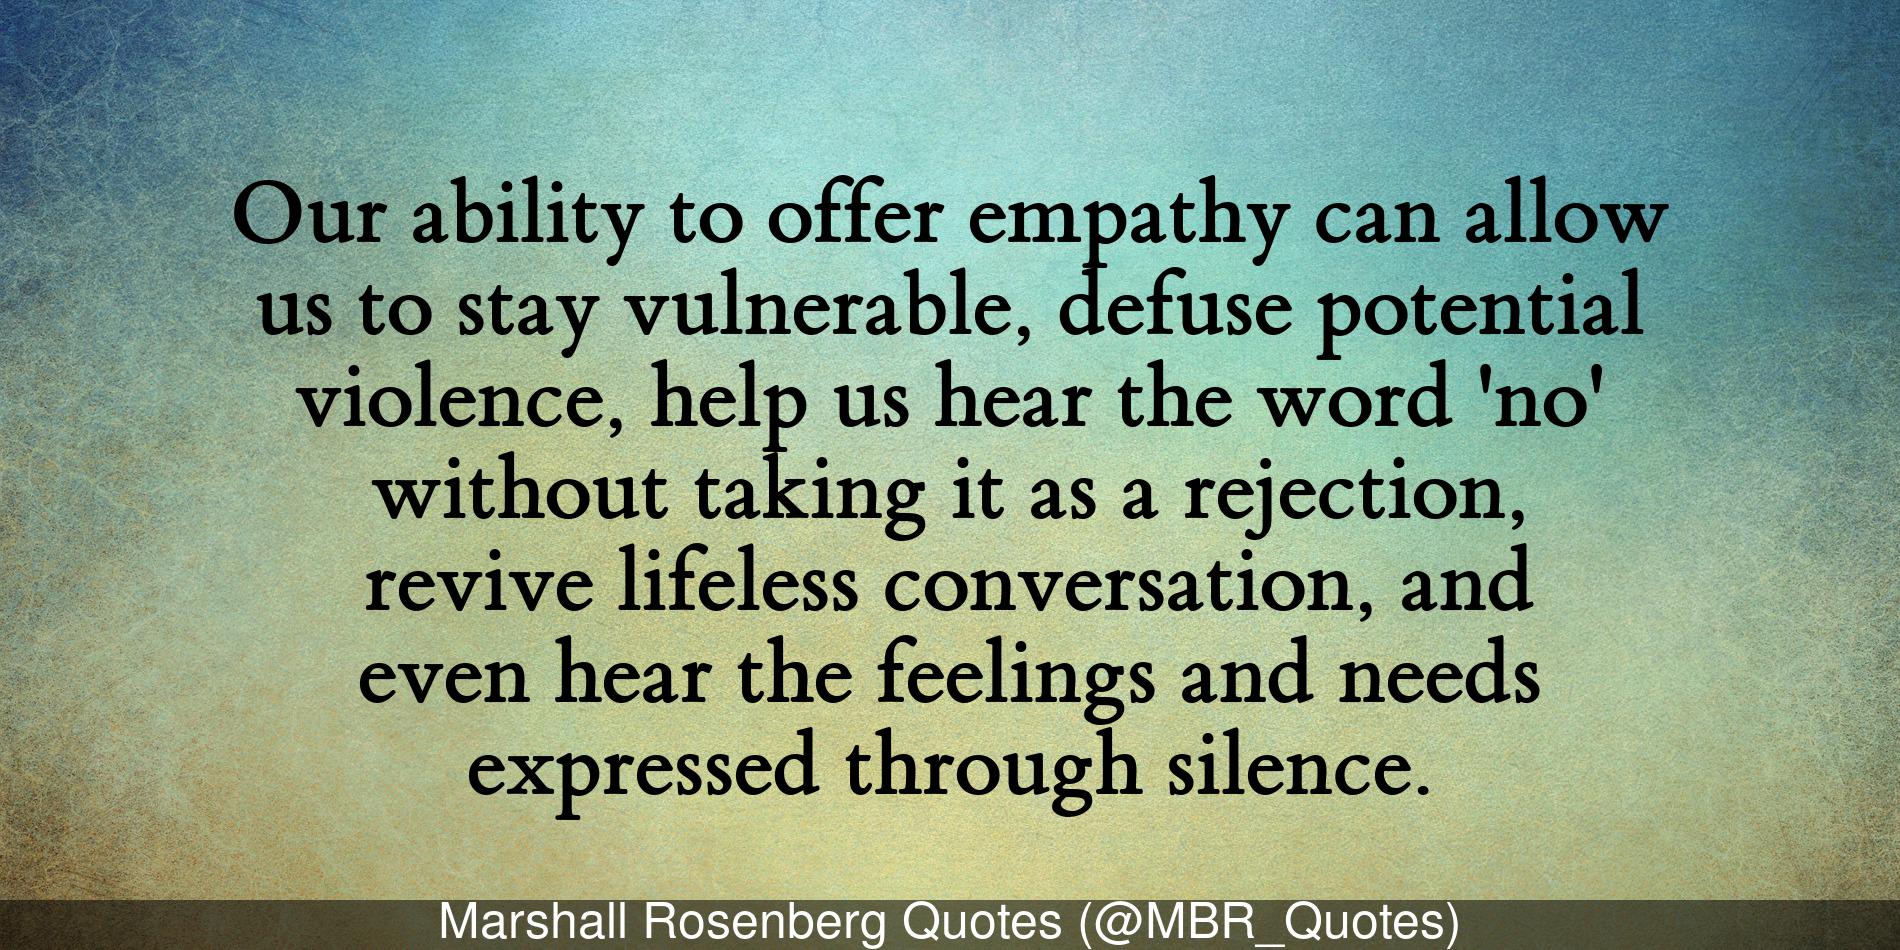 Our ability to offer empathy can allow
us to stay vulnerable, defuse potential
violence, help us hear the word 'no'
without taking it as a rejection,
revive lifeless conversation, and
even hear the feelings and needs
expressed through silence.
Marshall Rosenberg Quotes (@MBR_Quotes)